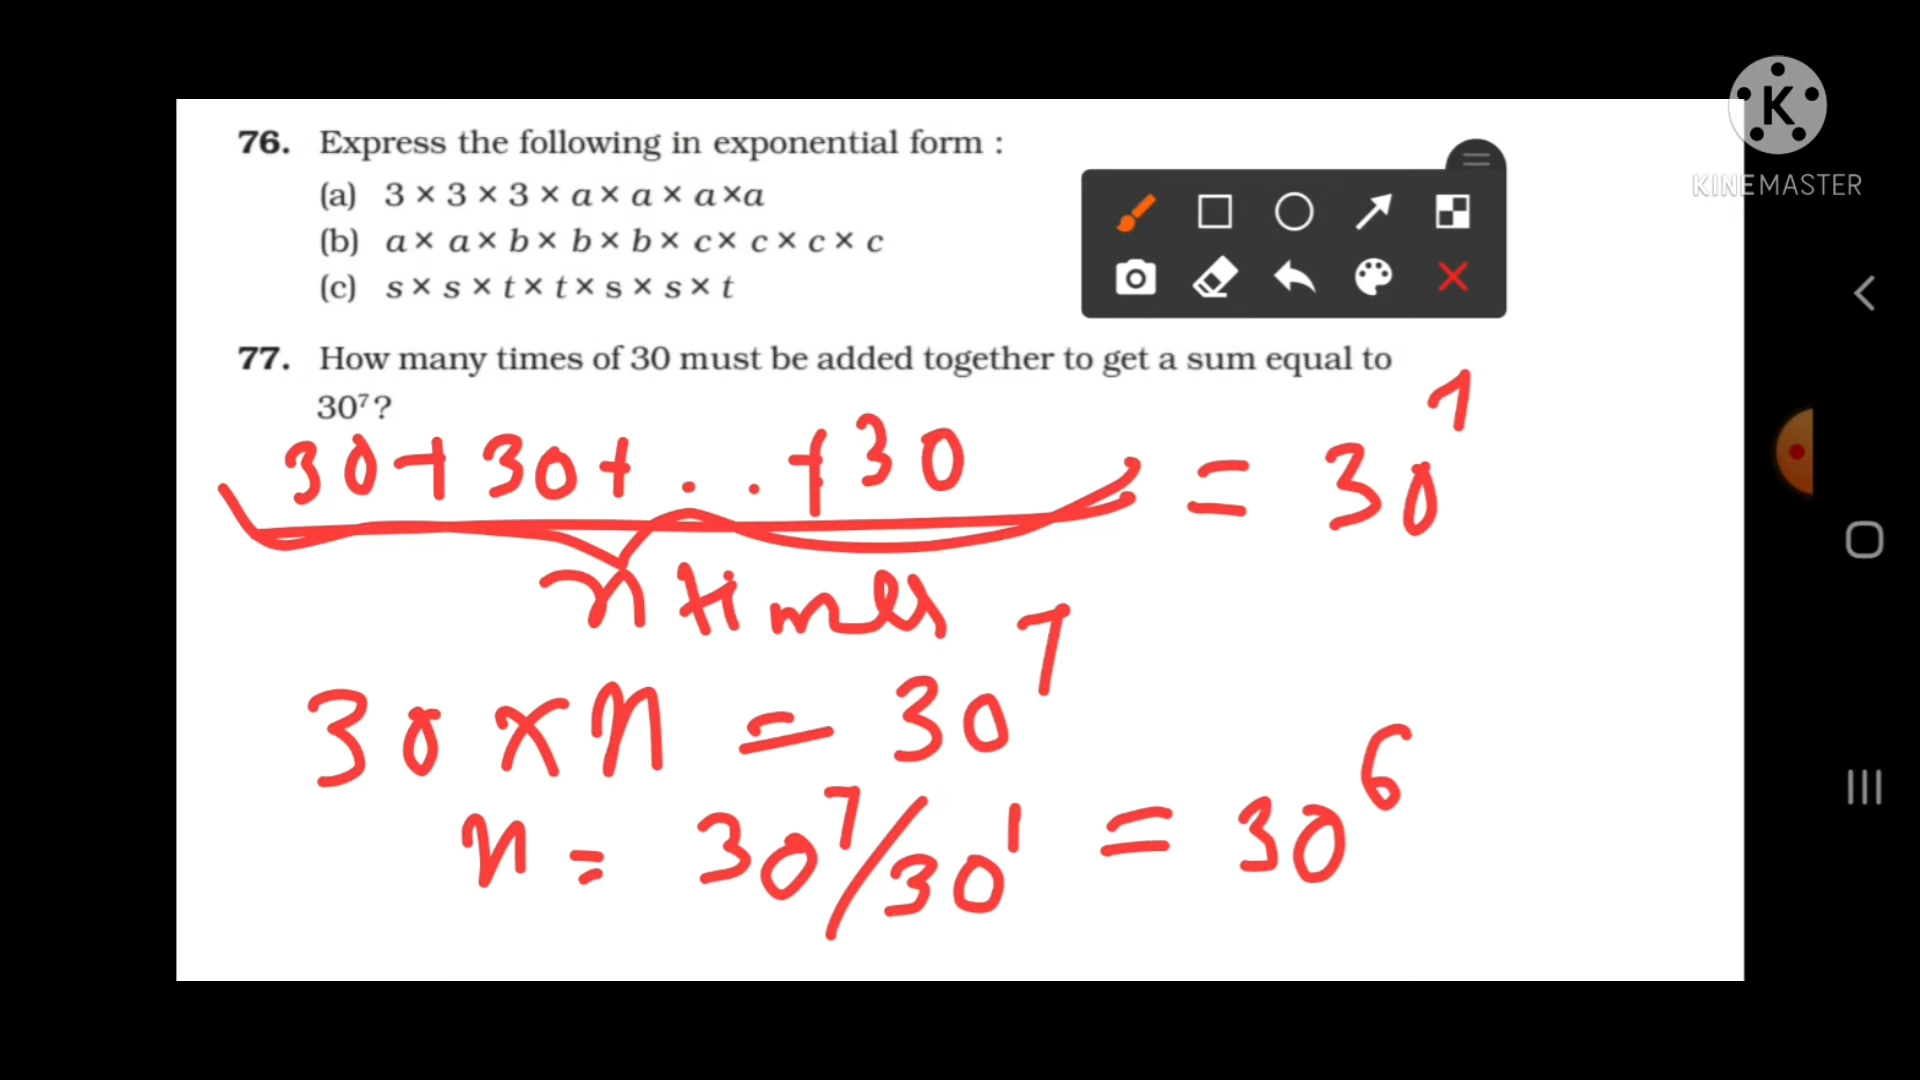 76. Express the following in exponential form :
(a) 3 × 3 × 3 × a × a × a × a
(b) a × a × b × b × b × c × c × c × c
(c) s × s × t × t × s × s × t
77. How many times of 30 must be added together to get a sum equal to
30⁷?
30+30+..+30 = 30⁷
n times
30 × n = 30⁷
n = 30⁷/30¹ = 30⁶
K
KINEMASTER